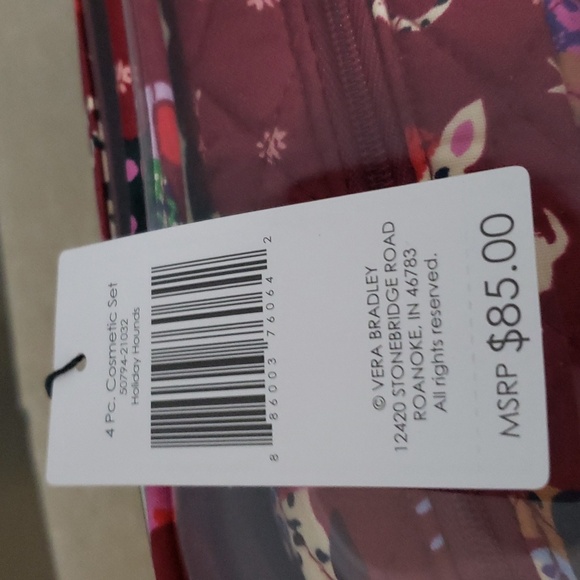 4 Pc. Cosmetic Set
50794-21032
Holiday Hounds
8 86003 76064 2
© VERA BRADLEY
12420 STONEBRIDGE ROAD
ROANOKE, IN 46783
All rights reserved.
MSRP $85.00